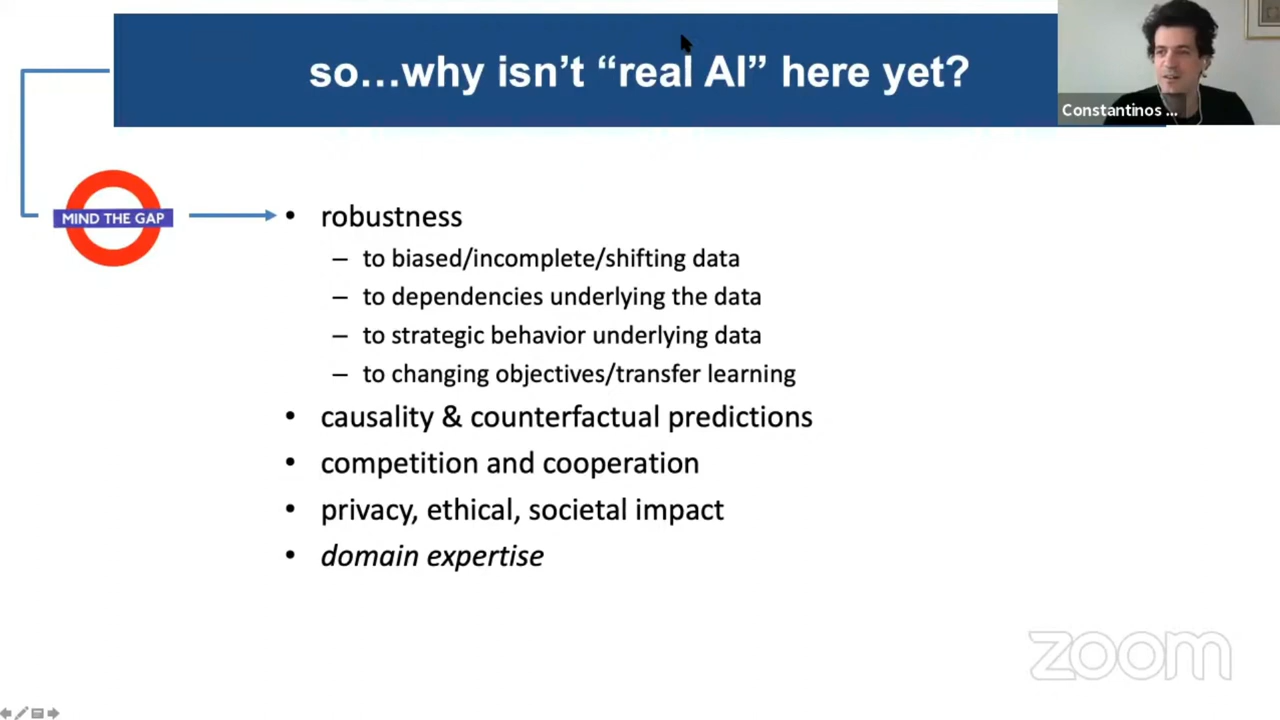 so…why isn't “real AI” here yet?
Constantinos ...
MIND THE GAP
• robustness
– to biased/incomplete/shifting data
– to dependencies underlying the data
– to strategic behavior underlying data
– to changing objectives/transfer learning
• causality & counterfactual predictions
• competition and cooperation
• privacy, ethical, societal impact
• domain expertise
zoom